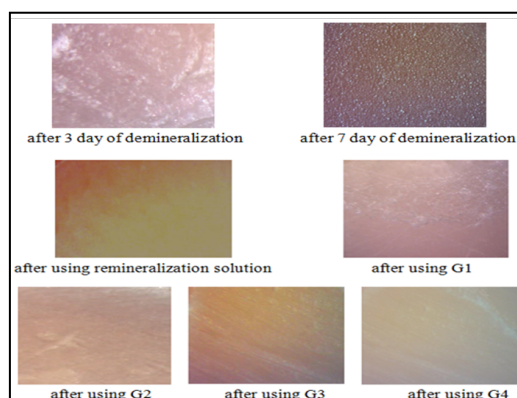 after 3 day of demineralization
after 7 day of demineralization
after using remineralization solution
after using G1
after using G2
after using G3
after using G4